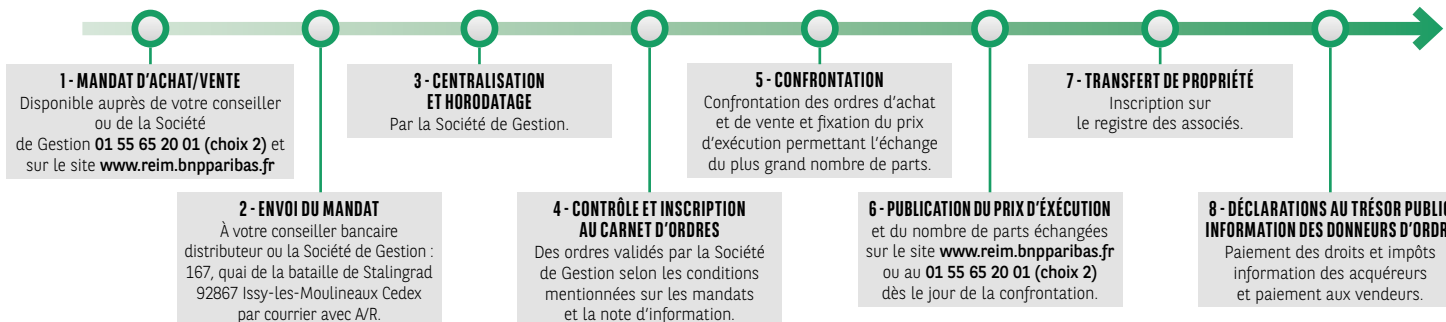 1 - MANDAT D'ACHAT/VENTE
Disponible auprès de votre conseiller
ou de la Société
de Gestion 01 55 65 20 01 (choix 2) et
sur le site www.reim.bnpparibas.fr
2 - ENVOI DU MANDAT
À votre conseiller bancaire
distributeur ou la Société de Gestion :
167, quai de la bataille de Stalingrad
92867 Issy-les-Moulineaux Cedex
par courrier avec A/R.
3 - CENTRALISATION
ET HORODATAGE
Par la Société de Gestion.
4 - CONTRÔLE ET INSCRIPTION
AU CARNET D'ORDRES
Des ordres validés par la Société
de Gestion selon les conditions
mentionnées sur les mandats
et la note d'information.
5 - CONFRONTATION
Confrontation des ordres d'achat
et de vente et fixation du prix
d'exécution permettant l'échange
du plus grand nombre de parts.
6 - PUBLICATION DU PRIX D'ÉXÉCUTION
et du nombre de parts échangées
sur le site www.reim.bnpparibas.fr
ou au 01 55 65 20 01 (choix 2)
dès le jour de la confrontation.
7 - TRANSFERT DE PROPRIÉTÉ
Inscription sur
le registre des associés.
8 - DÉCLARATIONS AU TRÉSOR PUBLIC
INFORMATION DES DONNEURS D'ORDR
Paiement des droits et impôts
information des acquéreurs
et paiement aux vendeurs.